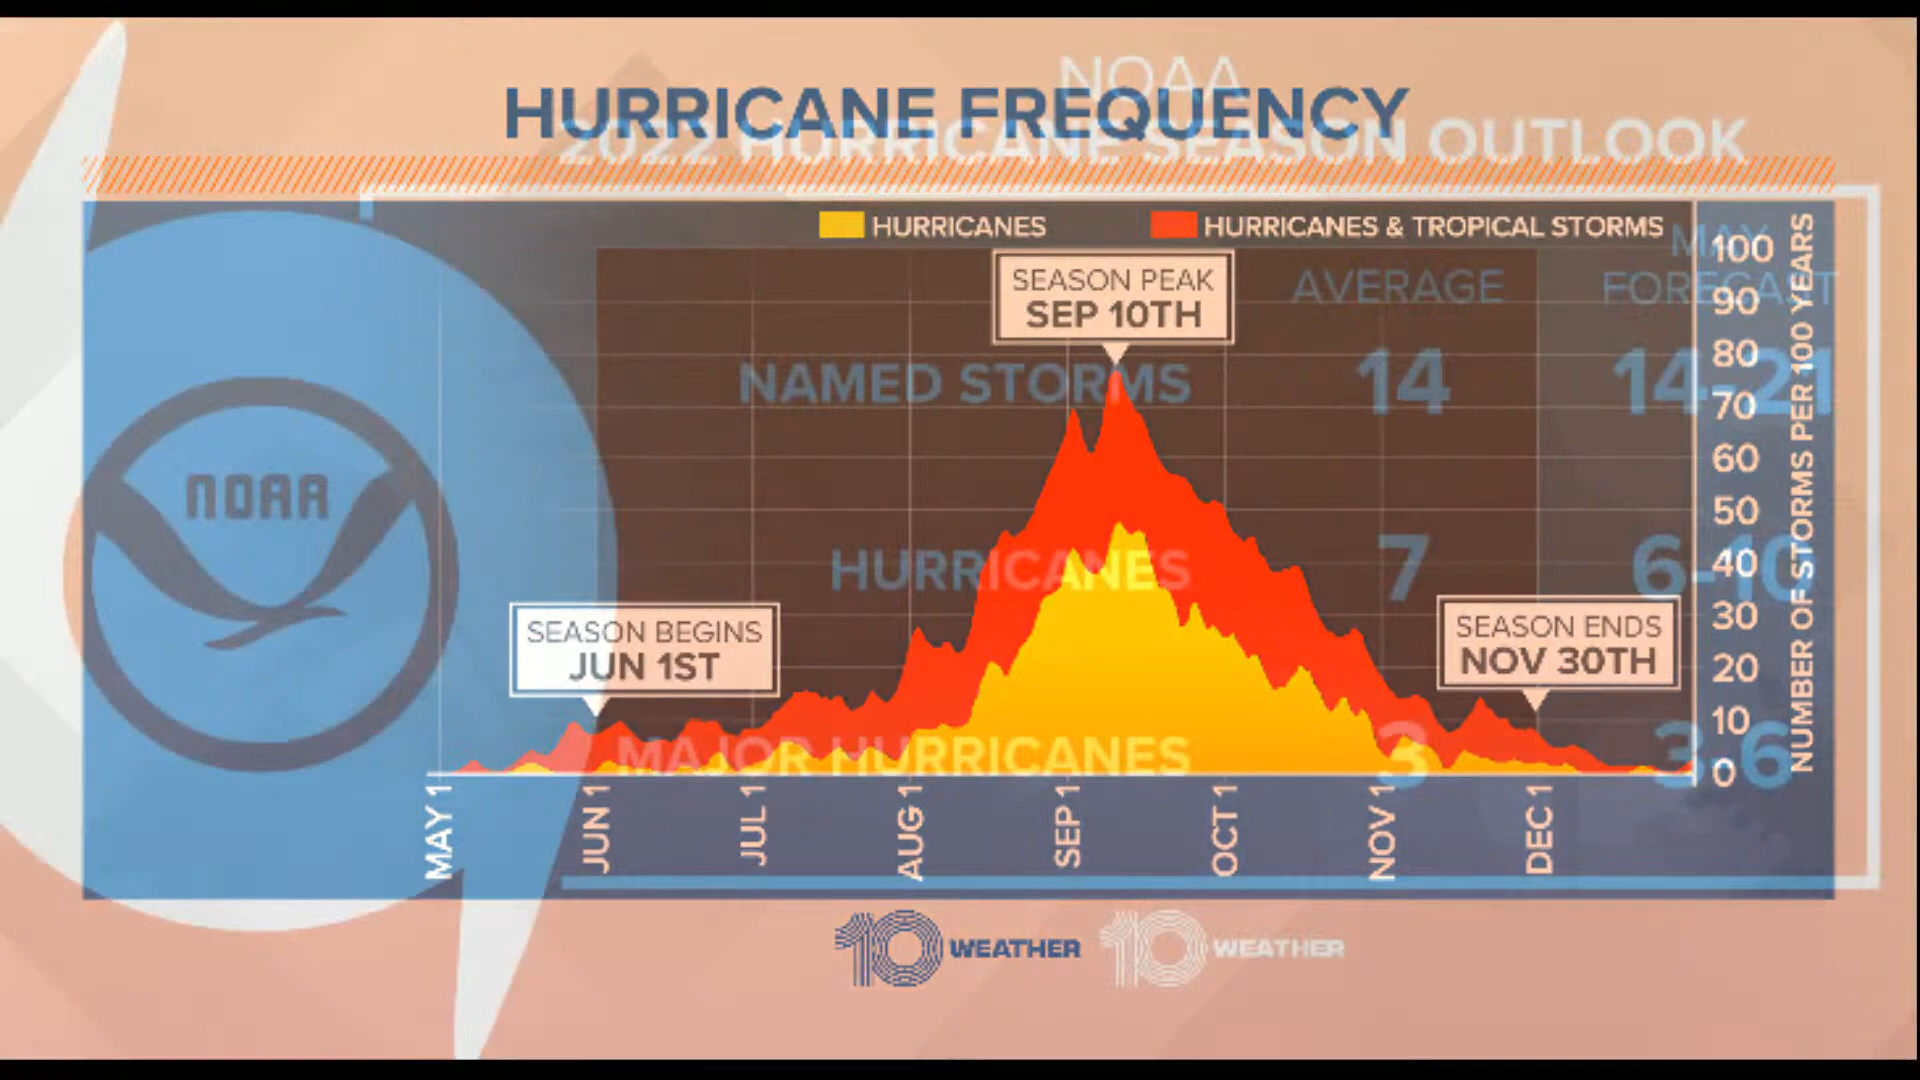 NOAA
HURRICANE FREQUENCY
2022 HURRICANE SEASON OUTLOOK
HURRICANES
HURRICANES & TROPICAL STORMS
MAY
FORECAST
AVERAGE
SEASON PEAK
SEP 10TH
NAMED STORMS
14
14-21
NOAA
HURRICANES
7
6-10
SEASON BEGINS
JUN 1ST
SEASON ENDS
NOV 30TH
MAJOR HURRICANES
3
3-6
100
90
80
70
60
50
40
30
20
10
0
NUMBER OF STORMS PER 100 YEARS
MAY 1
JUN 1
JUL 1
AUG 1
SEP 1
OCT 1
NOV 1
DEC 1
10 WEATHER
10 WEATHER